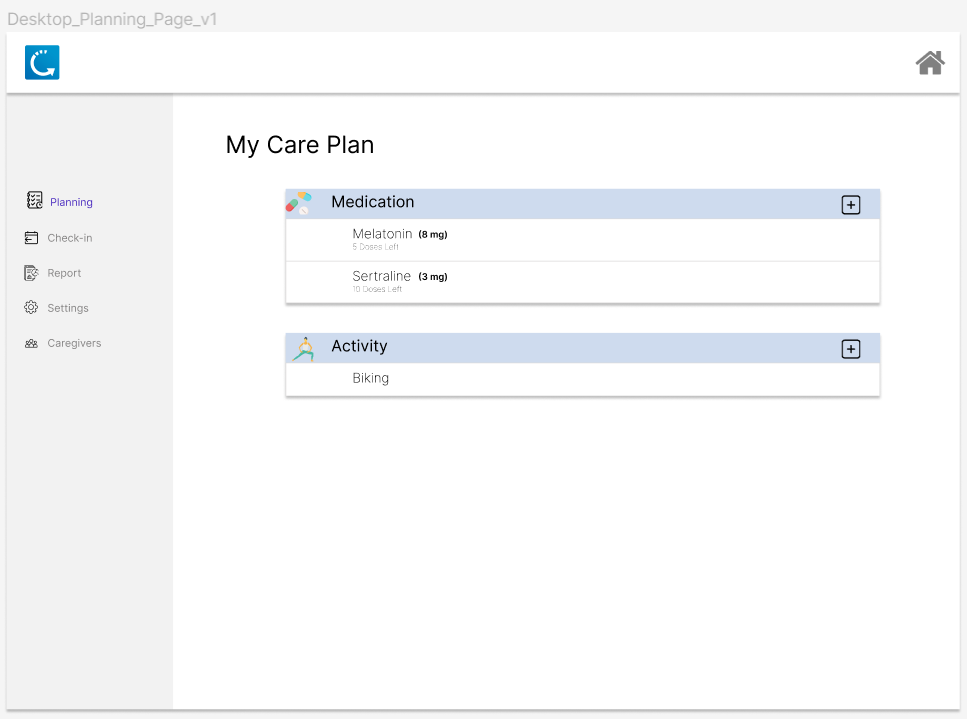 Desktop_Planning_Page_v1
My Care Plan
Planning
Check-in
Report
Settings
Caregivers
Medication
Melatonin (8 mg)
5 Doses Left
Sertraline (3 mg)
10 Doses Left
Activity
Biking